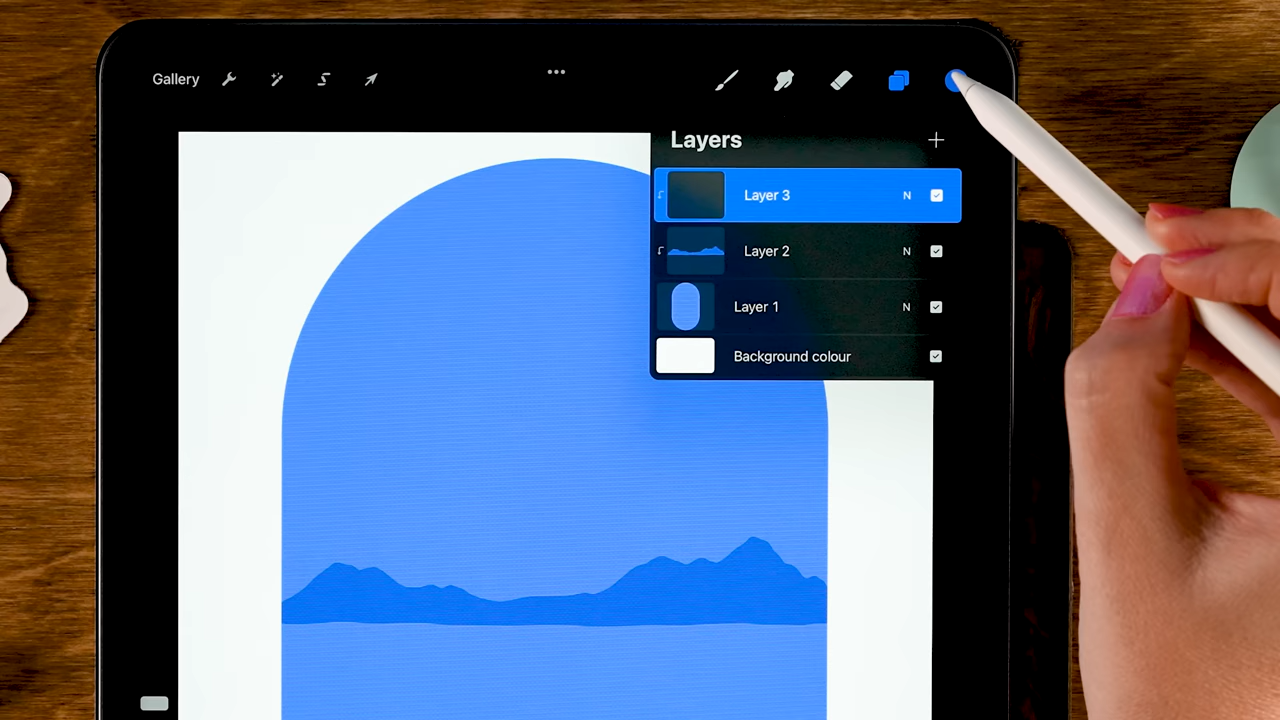 Gallery
Layers
Layer 3 N
Layer 2 N
Layer 1 N
Background colour